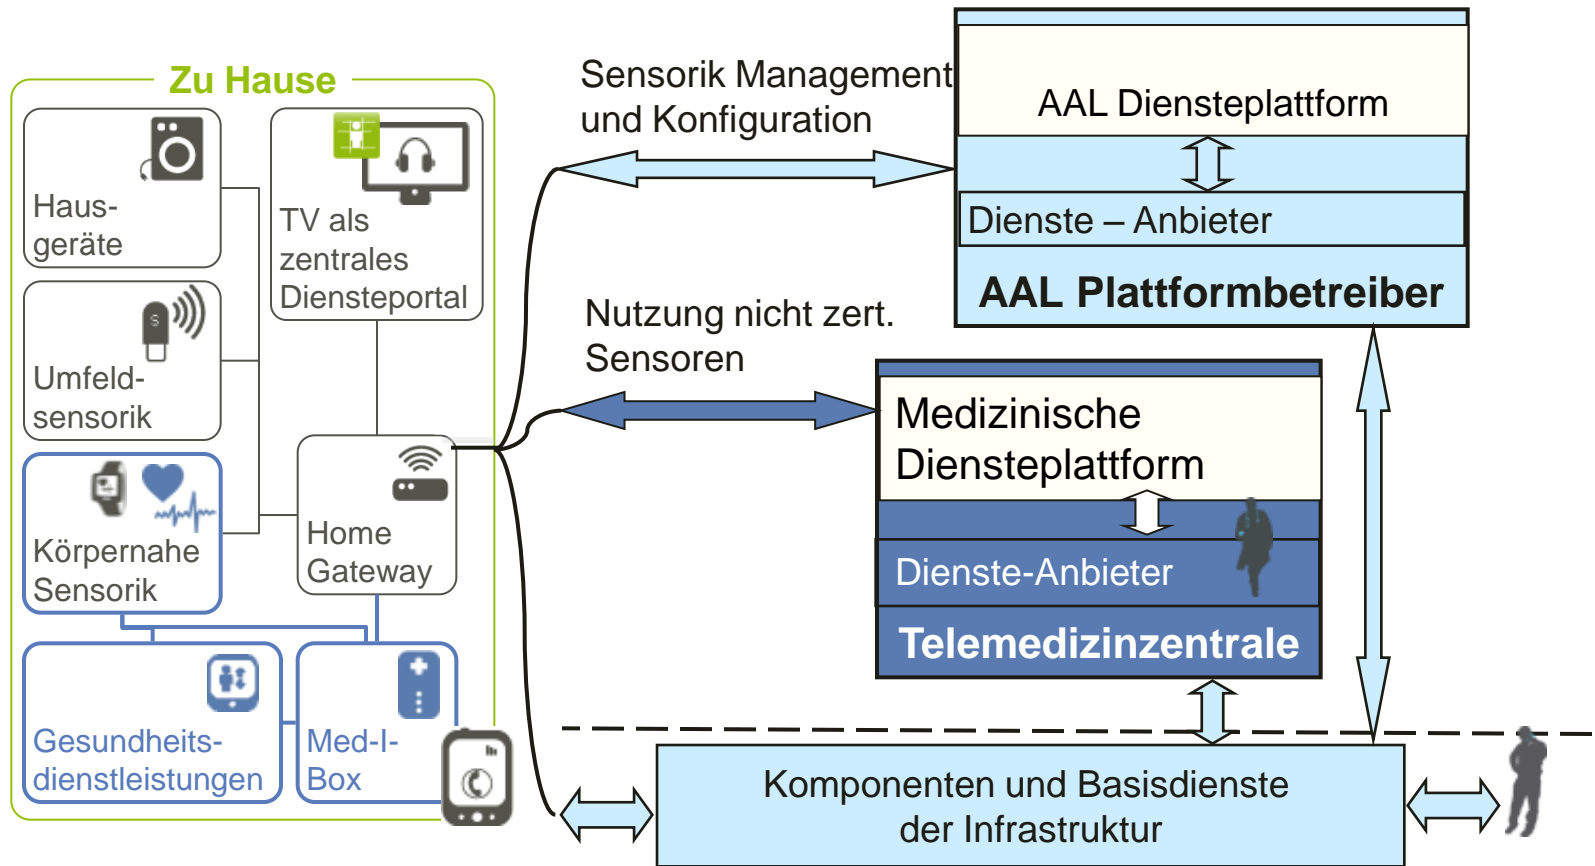 Zu Hause
Haus-
geräte
TV als
zentrales
Diensteportal
Umfeld-
sensorik
S
Körpernahe
Sensorik
Home
Gateway
Gesundheits-
dienstleistungen
Med-I-
Box
Sensorik Management
und Konfiguration
Nutzung nicht zert.
Sensoren
AAL Diensteplattform
Dienste – Anbieter
AAL Plattformbetreiber
Medizinische
Diensteplattform
Dienste-Anbieter
Telemedizinzentrale
Komponenten und Basisdienste
der Infrastruktur